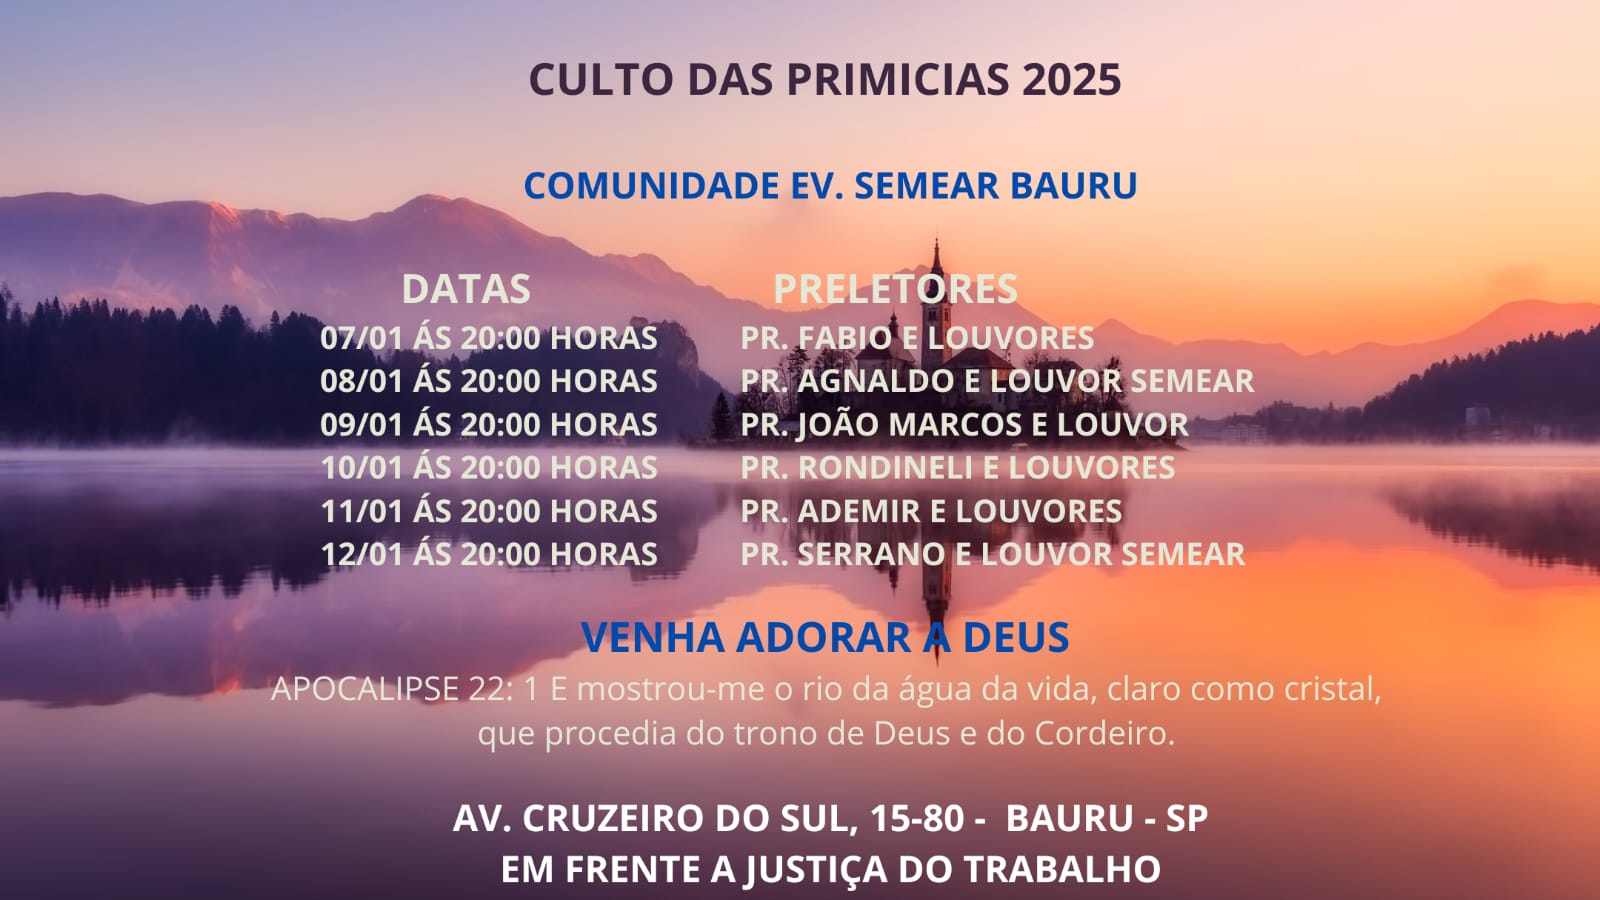 CULTO DAS PRIMICIAS 2025
COMUNIDADE EV. SEMEAR BAURU
DATAS PRELETORES
07/01 ÁS 20:00 HORAS PR. FABIO E LOUVORES
08/01 ÁS 20:00 HORAS PR. AGNALDO E LOUVOR SEMEAR
09/01 ÁS 20:00 HORAS PR. JOÃO MARCOS E LOUVOR
10/01 ÁS 20:00 HORAS PR. RONDINELI E LOUVORES
11/01 ÁS 20:00 HORAS PR. ADEMIR E LOUVORES
12/01 ÁS 20:00 HORAS PR. SERRANO E LOUVOR SEMEAR
VENHA ADORAR A DEUS
APOCALIPSE 22: 1 E mostrou-me o rio da água da vida, claro como cristal,
que procedia do trono de Deus e do Cordeiro.
AV. CRUZEIRO DO SUL, 15-80 - BAURU - SP
EM FRENTE A JUSTIÇA DO TRABALHO